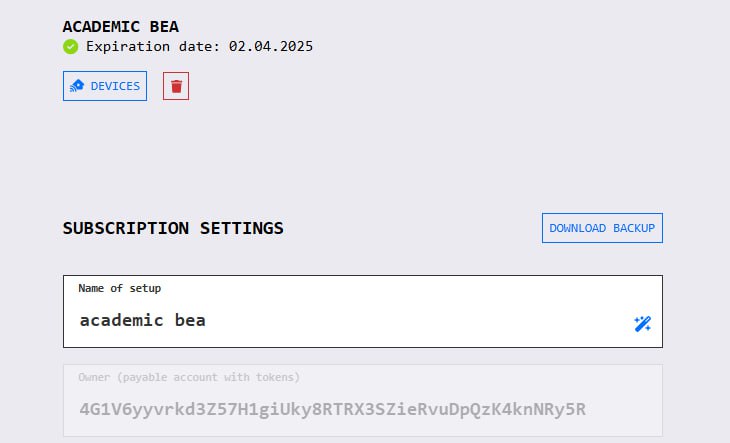 ACADEMIC BEA
Expiration date: 02.04.2025
DEVICES
SUBSCRIPTION SETTINGS
DOWNLOAD BACKUP
Name of setup
academic bea
Owner (payable account with tokens)
4G1V6yyvrkd3Z57H1giUky8RTRX3SZieRvuDpQzK4knNRy5R